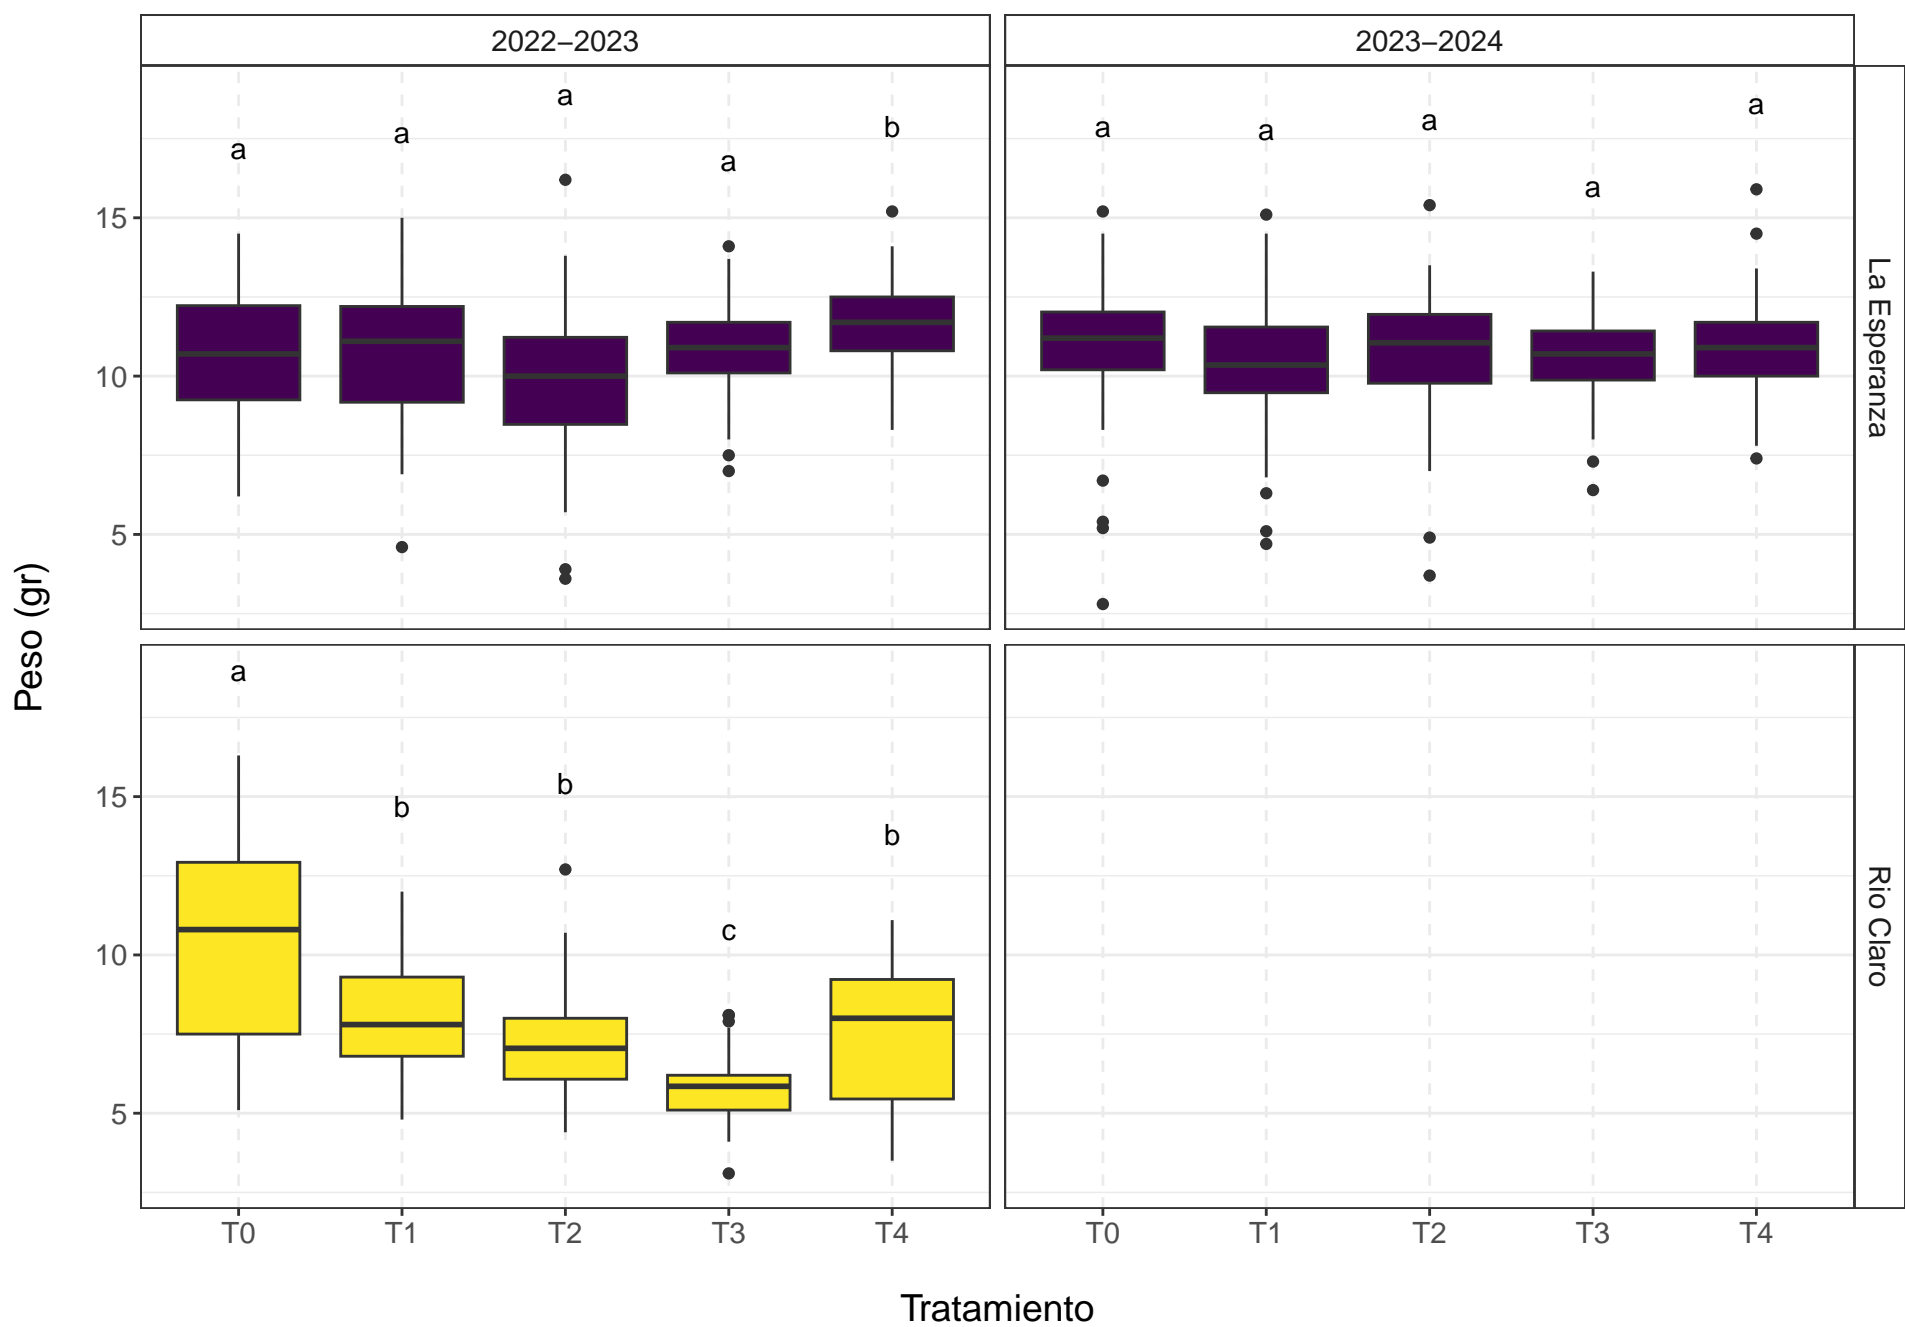 2022–2023
2023–2024
a
a
a
a
b
a
a
a
a
a
15
10
5
La Esperanza
Peso (gr)
a
b
b
c
b
15
10
5
Rio Claro
T0
T1
T2
T3
T4
T0
T1
T2
T3
T4
Tratamiento